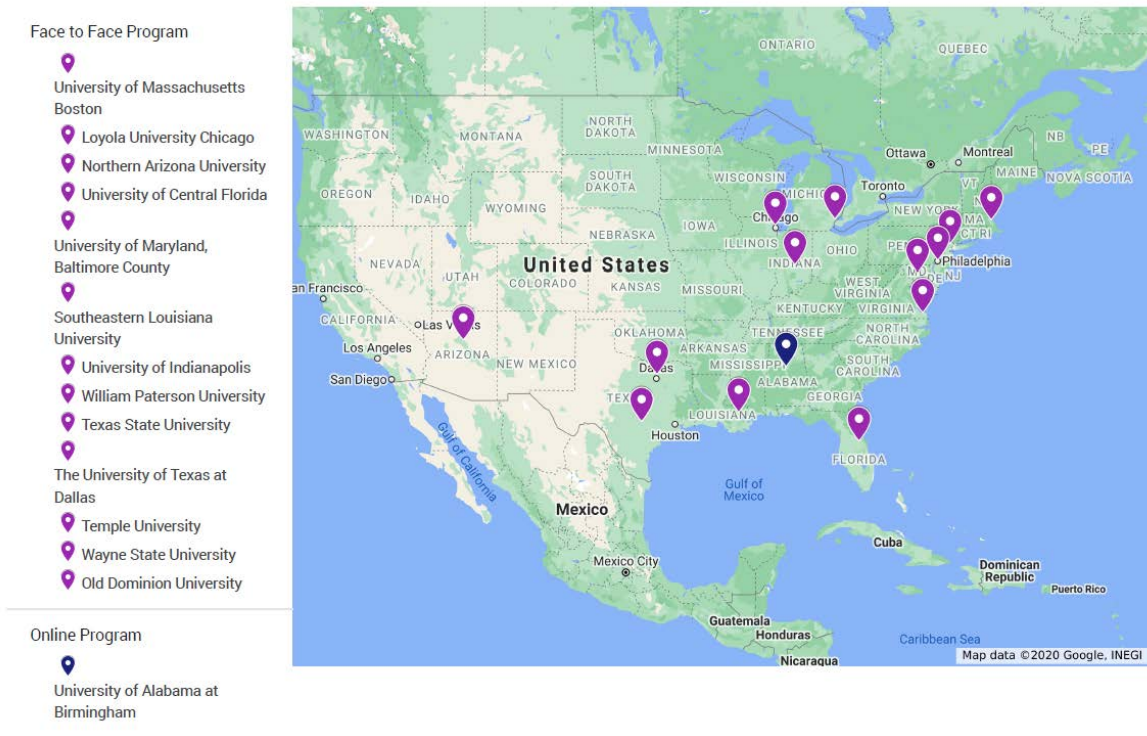 Face to Face Program
University of Massachusetts
Boston
Loyola University Chicago
Northern Arizona University
University of Central Florida
University of Maryland,
Baltimore County
Southeastern Louisiana
University
University of Indianapolis
William Paterson University
Texas State University
The University of Texas at
Dallas
Temple University
Wayne State University
Old Dominion University
Online Program
University of Alabama at
Birmingham
ONTARIO
QUEBEC
WASHINGTON
MONTANA
NORTH
DAKOTA
MINNESOTA
Ottawa
Montreal
NB
PE
MAINE
NOVA SCOTIA
OREGON
IDAHO
WYOMING
SOUTH
DAKOTA
WISCONSIN
Toronto
VT
NEW YORK
MA
CT RI
IOWA
NEBRASKA
ILLINOIS
INDIANA
OHIO
Philadelphia
NJ
DE
MD
NEVADA
UTAH
United States
COLORADO
KANSAS
MISSOURI
WEST
VIRGINIA
KENTUCKY
VIRGINIA
an Francisco
CALIFORNIA
OKLAHOMA
TENNESSEE
NORTH
CAROLINA
Los Angeles
ARIZONA
NEW MEXICO
ARKANSAS
MISSISSIPPI
SOUTH
CAROLINA
San Diego
ALABAMA
GEORGIA
LOUISIANA
Houston
FLORIDA
Gulf of California
Gulf of
Mexico
Mexico
Mexico City
Cuba
Dominican
Republic
Puerto Rico
Guatemala
Honduras
Nicaragua
Caribbean Sea
Map data ©2020 Google, INEGI